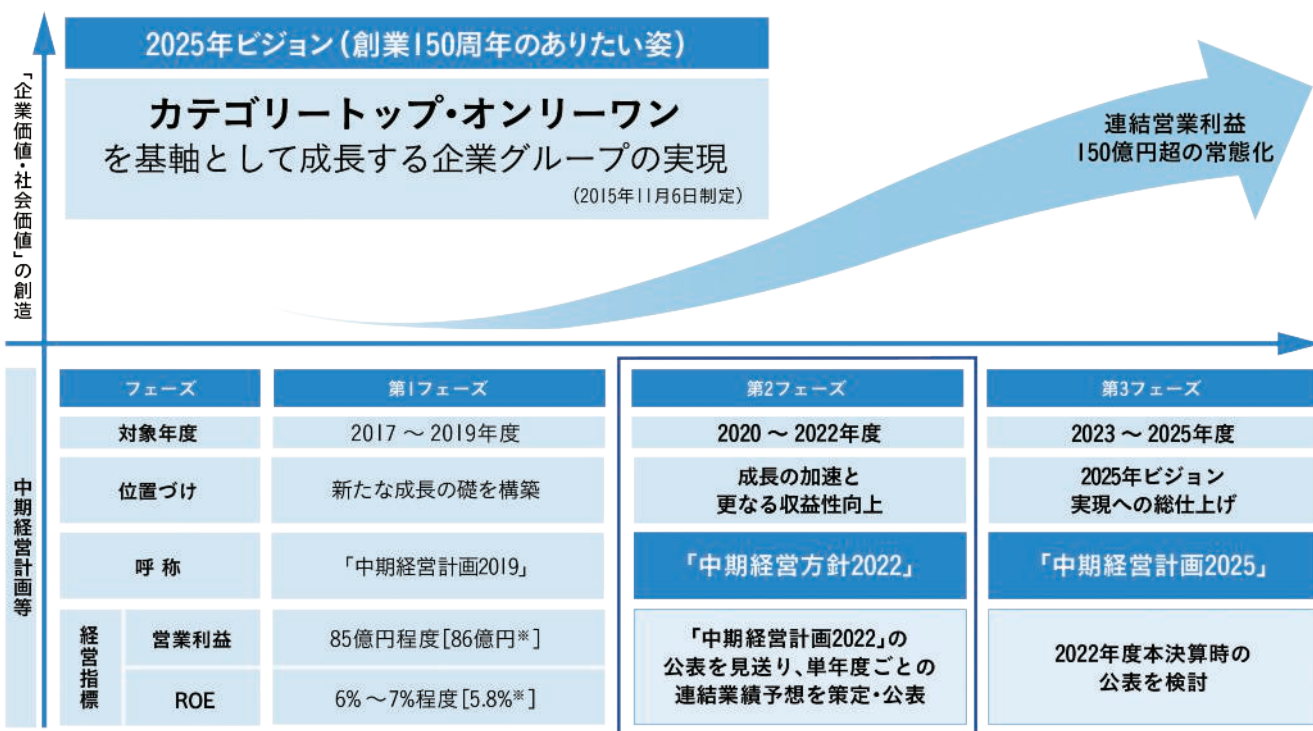 2025年ビジョン(創業150周年のありたい姿)
カテゴリートップ・オンリーワン
を基軸として成長する企業グループの実現
(2015年11月6日制定)
「企業価値・社会価値」の創造
連結営業利益
150億円超の常態化
中期経営計画等
フェーズ
第1フェーズ
第2フェーズ
第3フェーズ
対象年度
2017～2019年度
2020～2022年度
2023～2025年度
位置づけ
新たな成長の礎を構築
成長の加速と
更なる収益性向上
2025年ビジョン
実現への総仕上げ
呼称
「中期経営計画2019」
「中期経営方針2022」
「中期経営計画2025」
経営指標
営業利益
85億円程度[86億円※]
ROE
6%～7%程度[5.8%※]
「中期経営計画2022」の
公表を見送り、単年度ごとの
連結業績予想を策定・公表
2022年度本決算時の
公表を検討